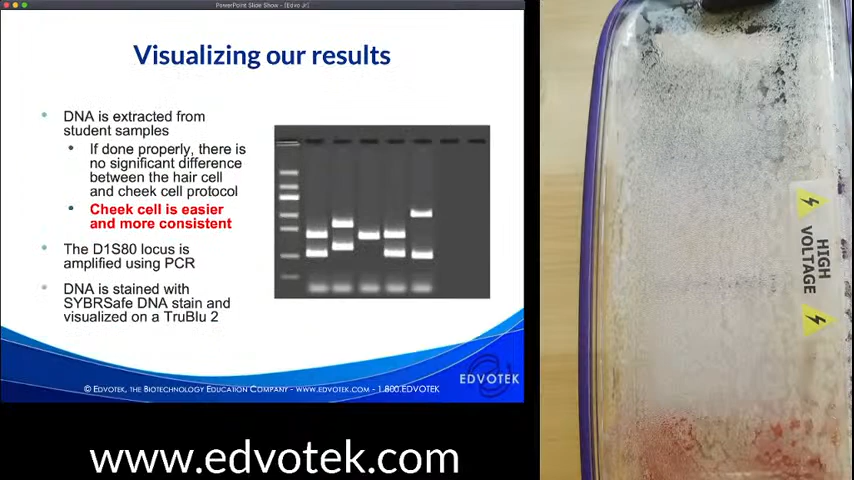 PowerPoint Slide Show - [Edvo Jr.]
Visualizing our results
DNA is extracted from
student samples
If done properly, there is
no significant difference
between the hair cell
and cheek cell protocol
Cheek cell is easier
and more consistent
The D1S80 locus is
amplified using PCR
DNA is stained with
SYBRSafe DNA stain and
visualized on a TruBlu 2
© Edvotek, the Biotechnology Education Company - www.edvotek.com - 1.800.EDVOTEK
EDVOTEK
www.edvotek.com
HIGH
VOLTAGE